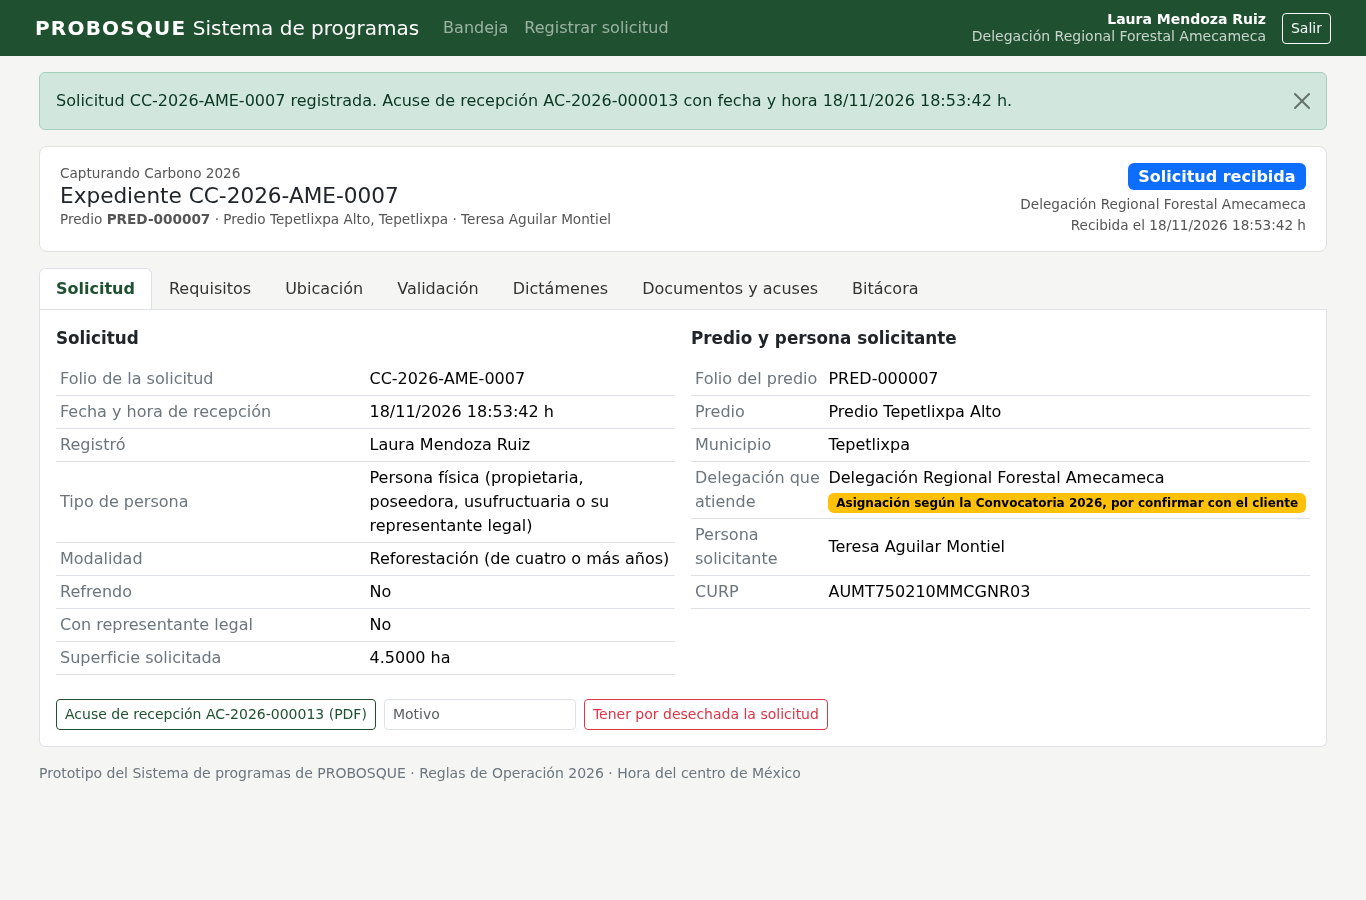 PROBOSQUE Sistema de programas
Bandeja
Registrar solicitud
Laura Mendoza Ruiz
Delegación Regional Forestal Amecameca
Salir
Solicitud CC-2026-AME-0007 registrada. Acuse de recepción AC-2026-000013 con fecha y hora 18/11/2026 18:53:42 h.
Capturando Carbono 2026
Expediente CC-2026-AME-0007
Predio PRED-000007 · Predio Tepetlixpa Alto, Tepetlixpa · Teresa Aguilar Montiel
Solicitud recibida
Delegación Regional Forestal Amecameca
Recibida el 18/11/2026 18:53:42 h
Solicitud
Requisitos
Ubicación
Validación
Dictámenes
Documentos y acuses
Bitácora
Solicitud
Folio de la solicitud CC-2026-AME-0007
Fecha y hora de recepción 18/11/2026 18:53:42 h
Registró Laura Mendoza Ruiz
Tipo de persona
Persona física (propietaria,
poseedora, usufructuaria o su
representante legal)
Modalidad Reforestación (de cuatro o más años)
Refrendo No
Con representante legal No
Superficie solicitada 4.5000 ha
Predio y persona solicitante
Folio del predio PRED-000007
Predio Predio Tepetlixpa Alto
Municipio Tepetlixpa
Delegación que
atiende
Delegación Regional Forestal Amecameca
Asignación según la Convocatoria 2026, por confirmar con el cliente
Persona
solicitante
Teresa Aguilar Montiel
CURP AUMT750210MMCGNR03
Acuse de recepción AC-2026-000013 (PDF)
Motivo
Tener por desechada la solicitud
Prototipo del Sistema de programas de PROBOSQUE · Reglas de Operación 2026 · Hora del centro de México